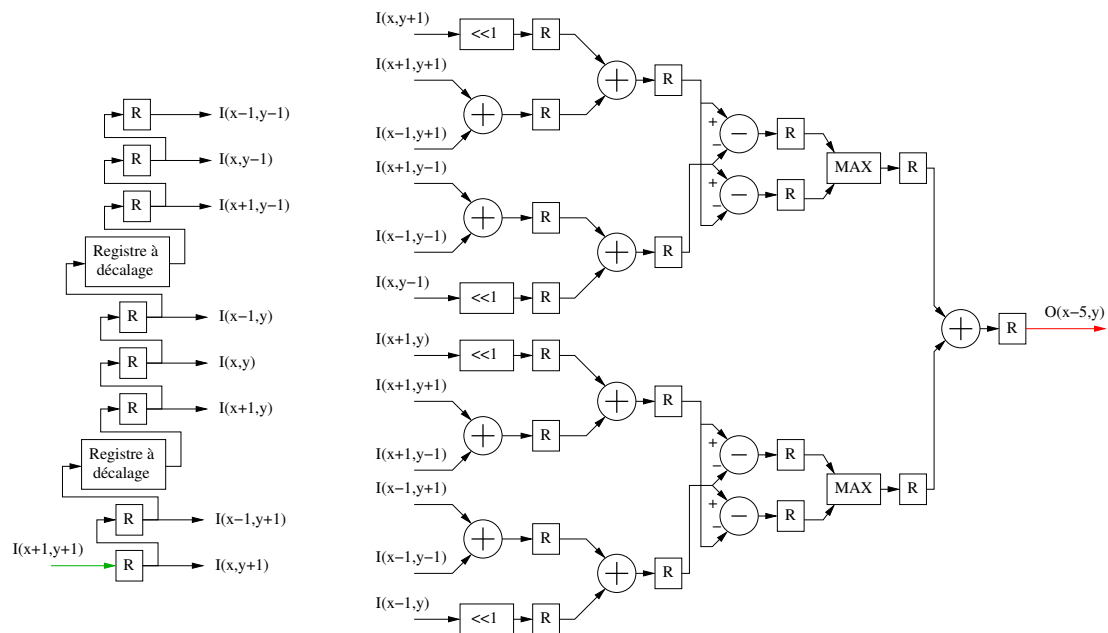 R
I(x−1,y−1)
R
I(x,y−1)
R
I(x+1,y−1)
Registre à
décalage
R
I(x−1,y)
R
I(x,y)
R
I(x+1,y)
Registre à
décalage
R
I(x−1,y+1)
I(x+1,y+1)
R
I(x,y+1)
I(x,y+1)
<<1
R
I(x+1,y+1)
R
R
I(x−1,y+1)
I(x+1,y−1)
R
R
I(x−1,y−1)
I(x,y−1)
<<1
R
+
−
R
+
−
R
MAX
R
I(x+1,y)
<<1
R
I(x+1,y+1)
R
R
I(x+1,y−1)
I(x−1,y+1)
R
R
I(x−1,y−1)
I(x−1,y)
<<1
R
+
−
R
+
−
R
MAX
R
R
O(x−5,y)